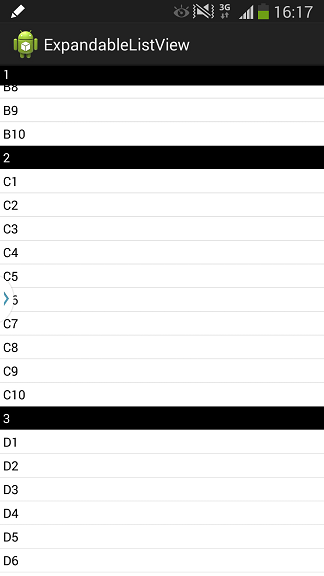 3G 16:17
ExpandableListView
1
B8
B9
B10
2
C1
C2
C3
C4
C5
6
C7
C8
C9
C10
3
D1
D2
D3
D4
D5
D6